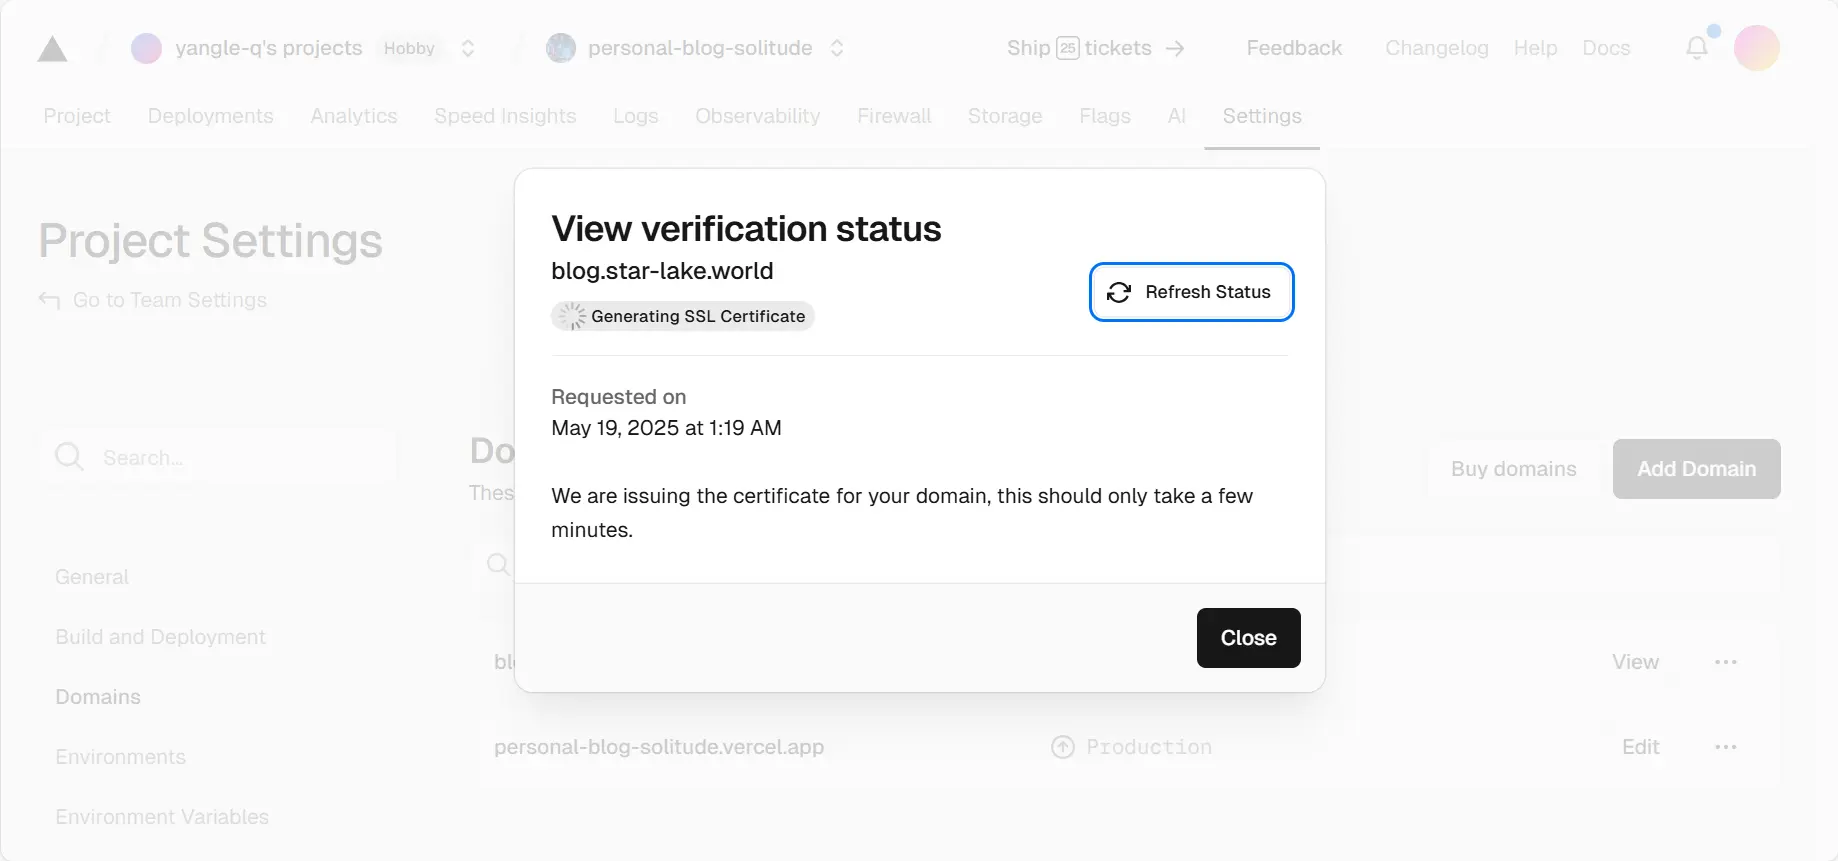 yangle-q's projects Hobby personal-blog-solitude Ship 25 tickets → Feedback Changelog Help Docs
Project Deployments Analytics Speed Insights Logs Observability Firewall Storage Flags AI Settings
Project Settings
Go to Team Settings
View verification status
blog.star-lake.world
Generating SSL Certificate
Refresh Status
Requested on
May 19, 2025 at 1:19 AM
We are issuing the certificate for your domain, this should only take a few
minutes.
Close
Search...
General
Build and Deployment
Domains
Environments
Environment Variables
Do
Thes
Buy domains Add Domain
View
personal-blog-solitude.vercel.app Production Edit